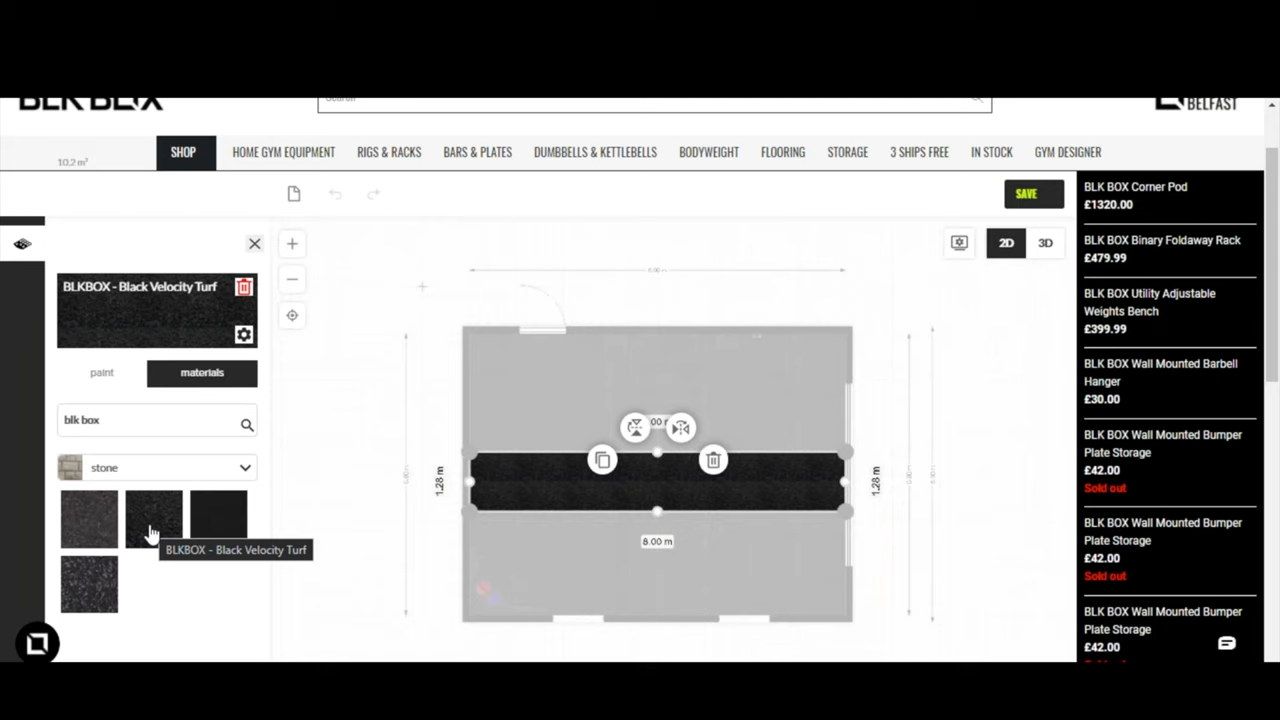 BLK BOX
Search
BELFAST
10.2 m²
SHOP
HOME GYM EQUIPMENT
RIGS & RACKS
BARS & PLATES
DUMBBELLS & KETTLEBELLS
BODYWEIGHT
FLOORING
STORAGE
3 SHIPS FREE
IN STOCK
GYM DESIGNER
SAVE
BLKBOX - Black Velocity Turf
paint
materials
blk box
stone
BLKBOX - Black Velocity Turf
2D
3D
1.28 m
1.28 m
8.00 m
BLK BOX Corner Pod
£1320.00
BLK BOX Binary Foldaway Rack
£479.99
BLK BOX Utility Adjustable
Weights Bench
£399.99
BLK BOX Wall Mounted Barbell
Hanger
£30.00
BLK BOX Wall Mounted Bumper
Plate Storage
£42.00
Sold out
BLK BOX Wall Mounted Bumper
Plate Storage
£42.00
Sold out
BLK BOX Wall Mounted Bumper
Plate Storage
£42.00